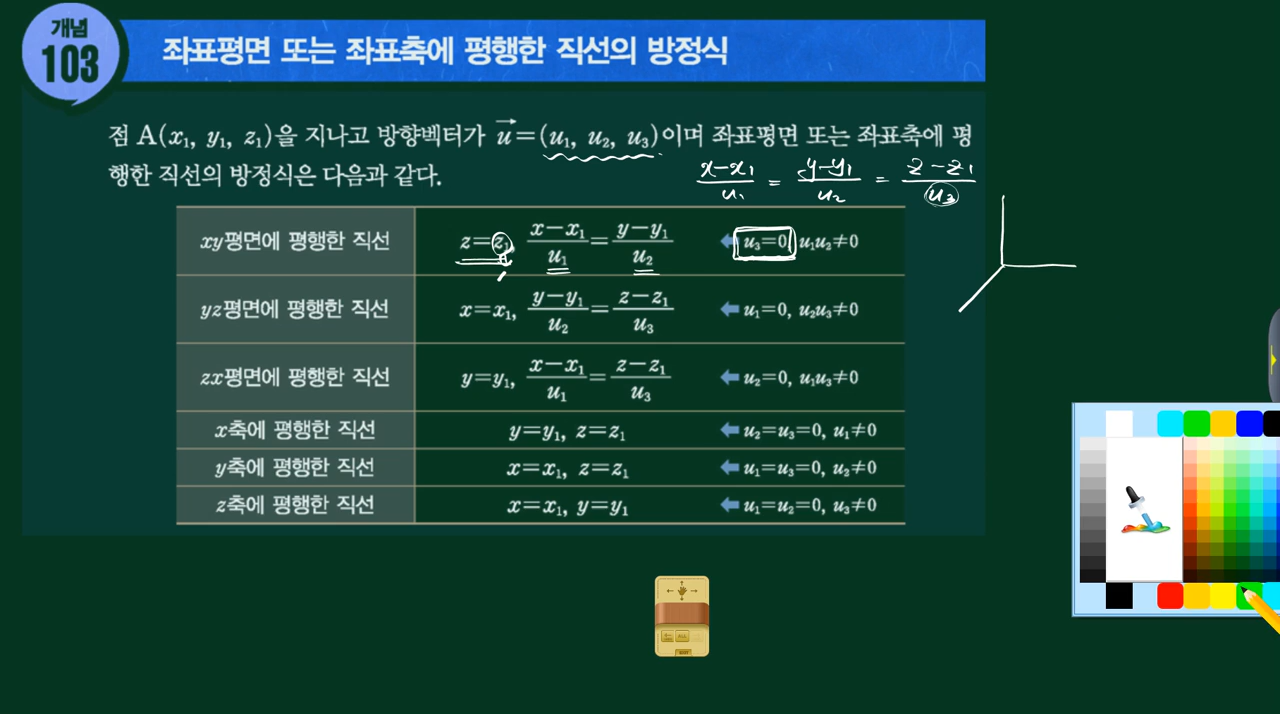 개념
103
좌표평면 또는 좌표축에 평행한 직선의 방정식
점 A(x₁, y₁, z₁)을 지나고 방향벡터가 u⃗=(u₁, u₂, u₃)이며 좌표평면 또는 좌표축에 평
행한 직선의 방정식은 다음과 같다.
(x-x₁)/u₁ = (y-y₁)/u₂ = (z-z₁)/u₃
xy평면에 평행한 직선 z=z₁, (x-x₁)/u₁=(y-y₁)/u₂ ⬅ u₃=0, u₁u₂≠0
yz평면에 평행한 직선 x=x₁, (y-y₁)/u₂=(z-z₁)/u₃ ⬅ u₁=0, u₂u₃≠0
zx평면에 평행한 직선 y=y₁, (x-x₁)/u₁=(z-z₁)/u₃ ⬅ u₂=0, u₁u₃≠0
x축에 평행한 직선 y=y₁, z=z₁ ⬅ u₂=u₃=0, u₁≠0
y축에 평행한 직선 x=x₁, z=z₁ ⬅ u₁=u₃=0, u₂≠0
z축에 평행한 직선 x=x₁, y=y₁ ⬅ u₁=u₂=0, u₃≠0